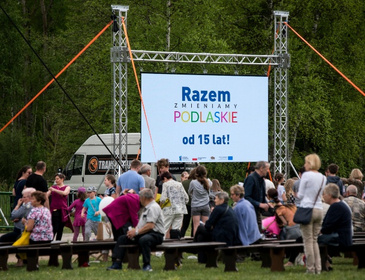 Razem
ZMIENIAMY
PODLASKIE
od 15 lat!